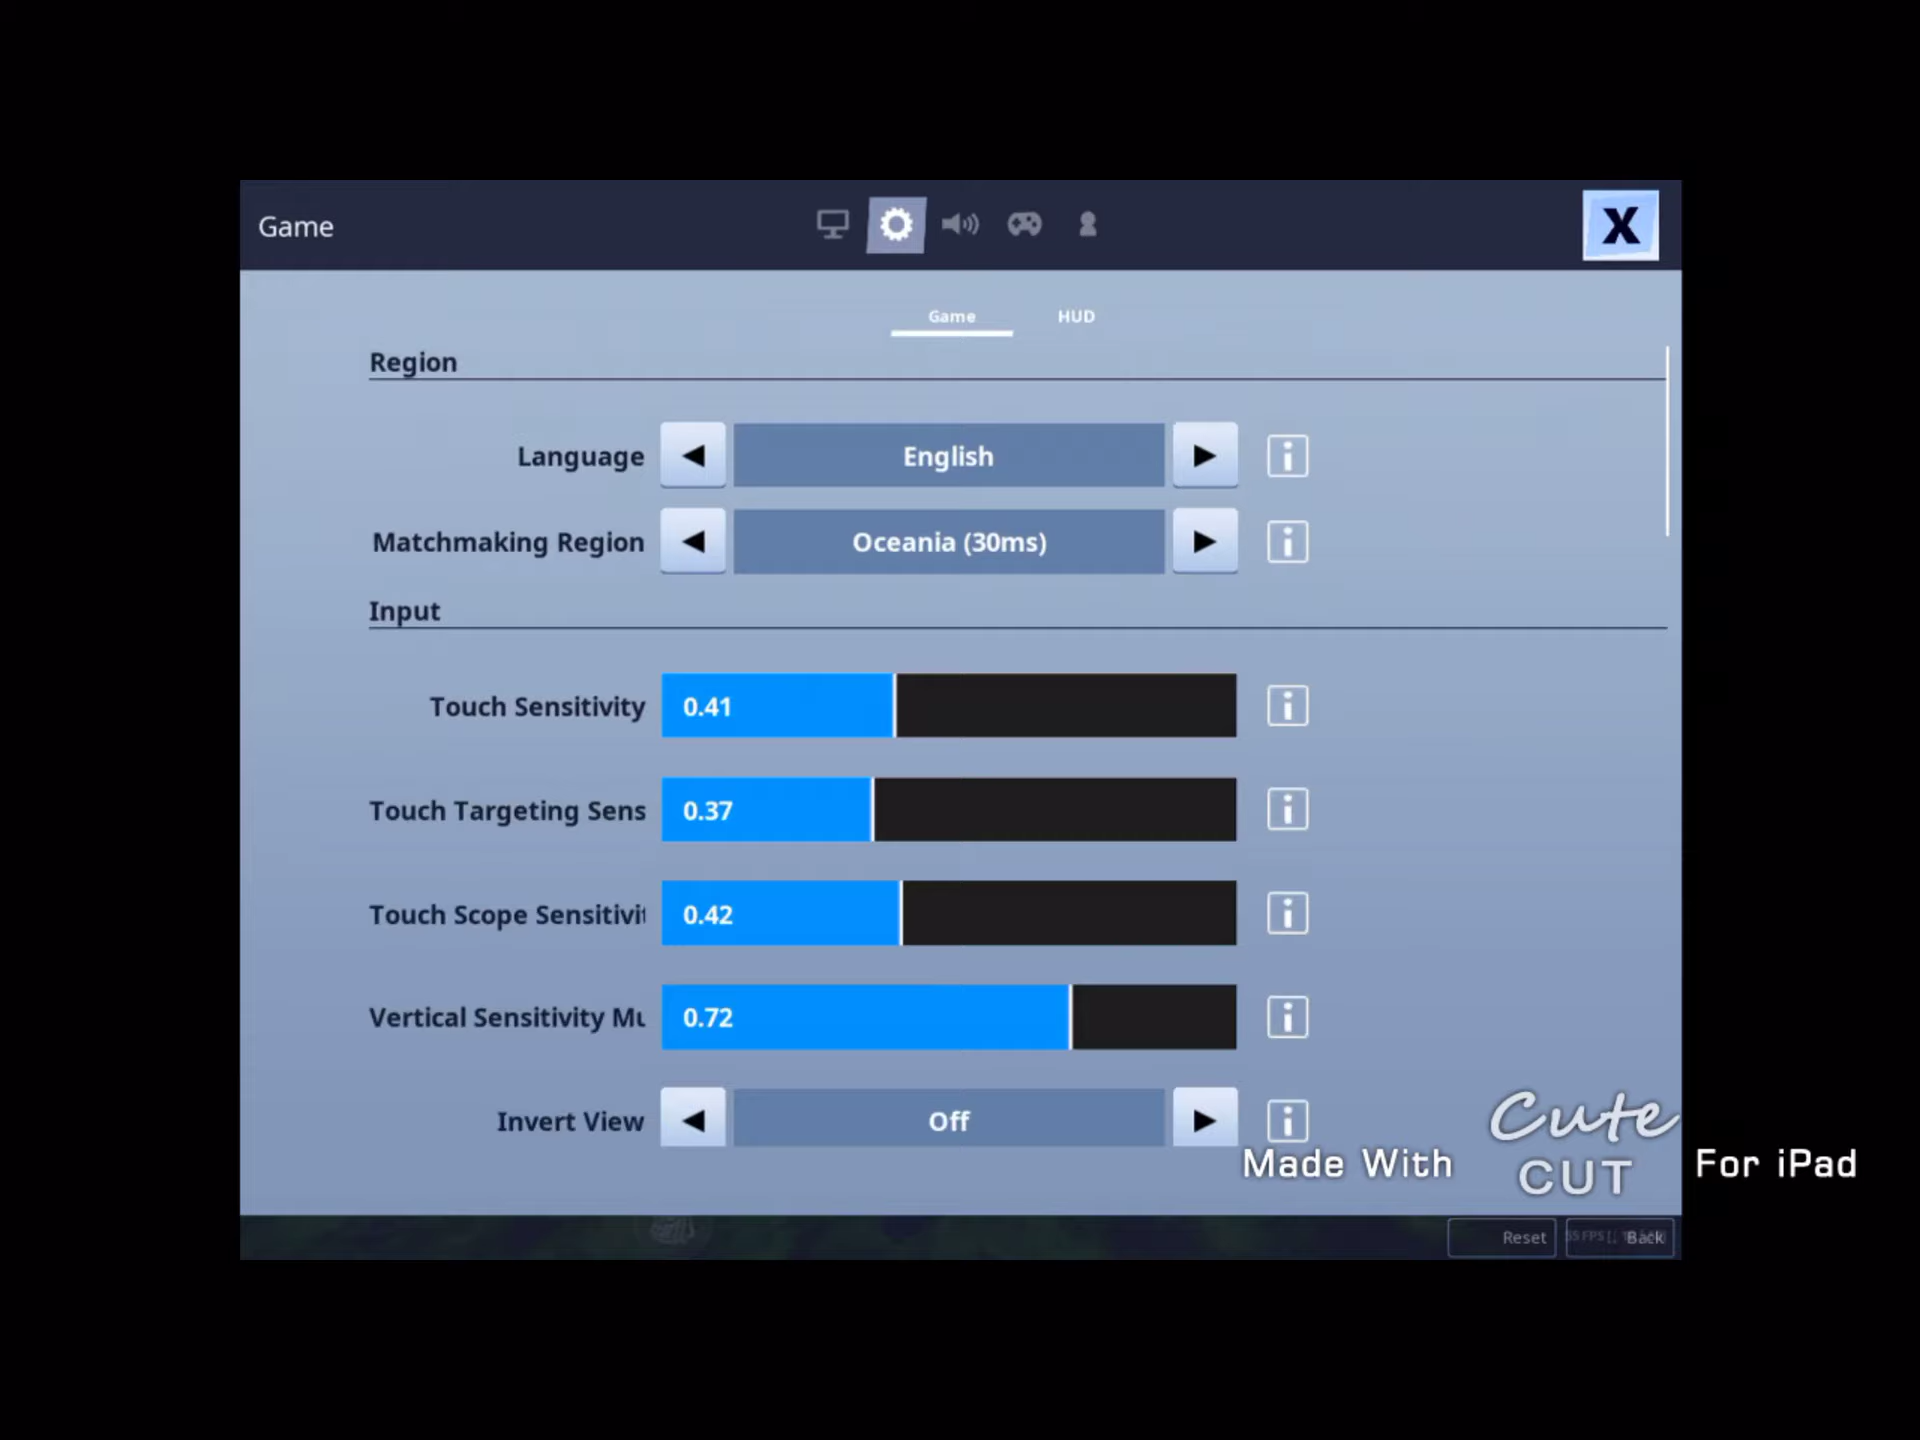 Game
X
Game HUD
Region
Language English
Matchmaking Region Oceania (30ms)
Input
Touch Sensitivity 0.41
Touch Targeting Sens 0.37
Touch Scope Sensitivit 0.42
Vertical Sensitivity Mu 0.72
Invert View Off
Made With Cute CUT For iPad
Reset Back